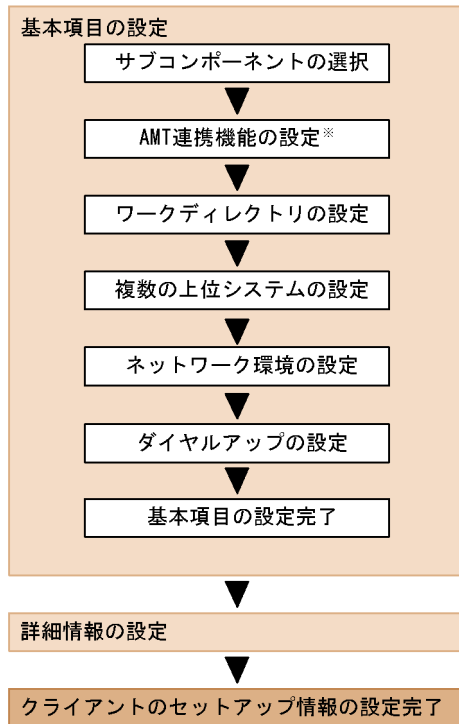 基本項目の設定
サブコンポーネントの選択
AMT連携機能の設定※
ワークディレクトリの設定
複数の上位システムの設定
ネットワーク環境の設定
ダイヤルアップの設定
基本項目の設定完了
詳細情報の設定
クライアントのセットアップ情報の設定完了